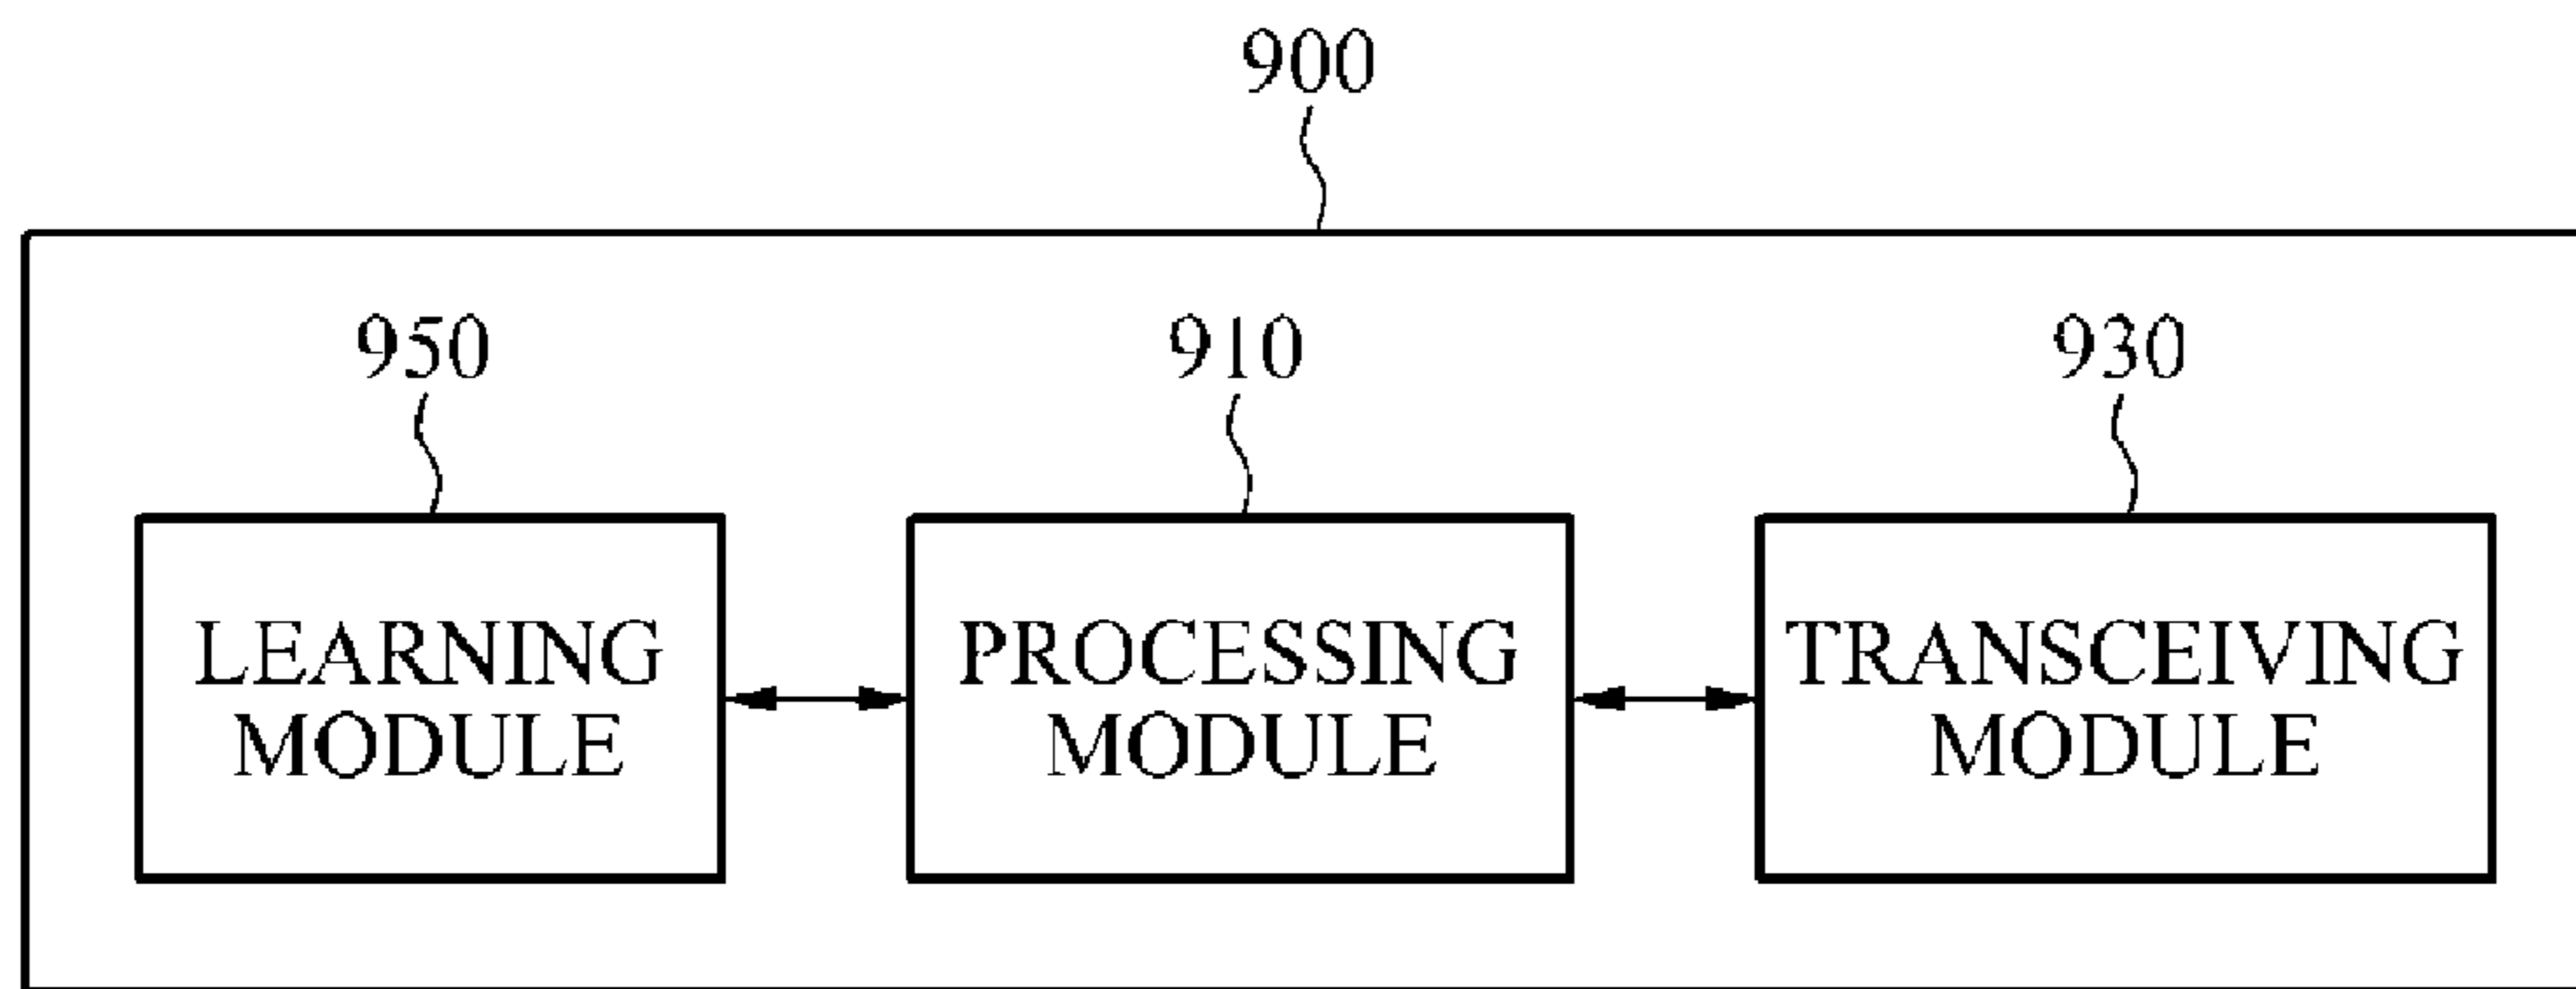 900
950
910
930
LEARNING
MODULE
PROCESSING
MODULE
TRANSCEIVING
MODULE